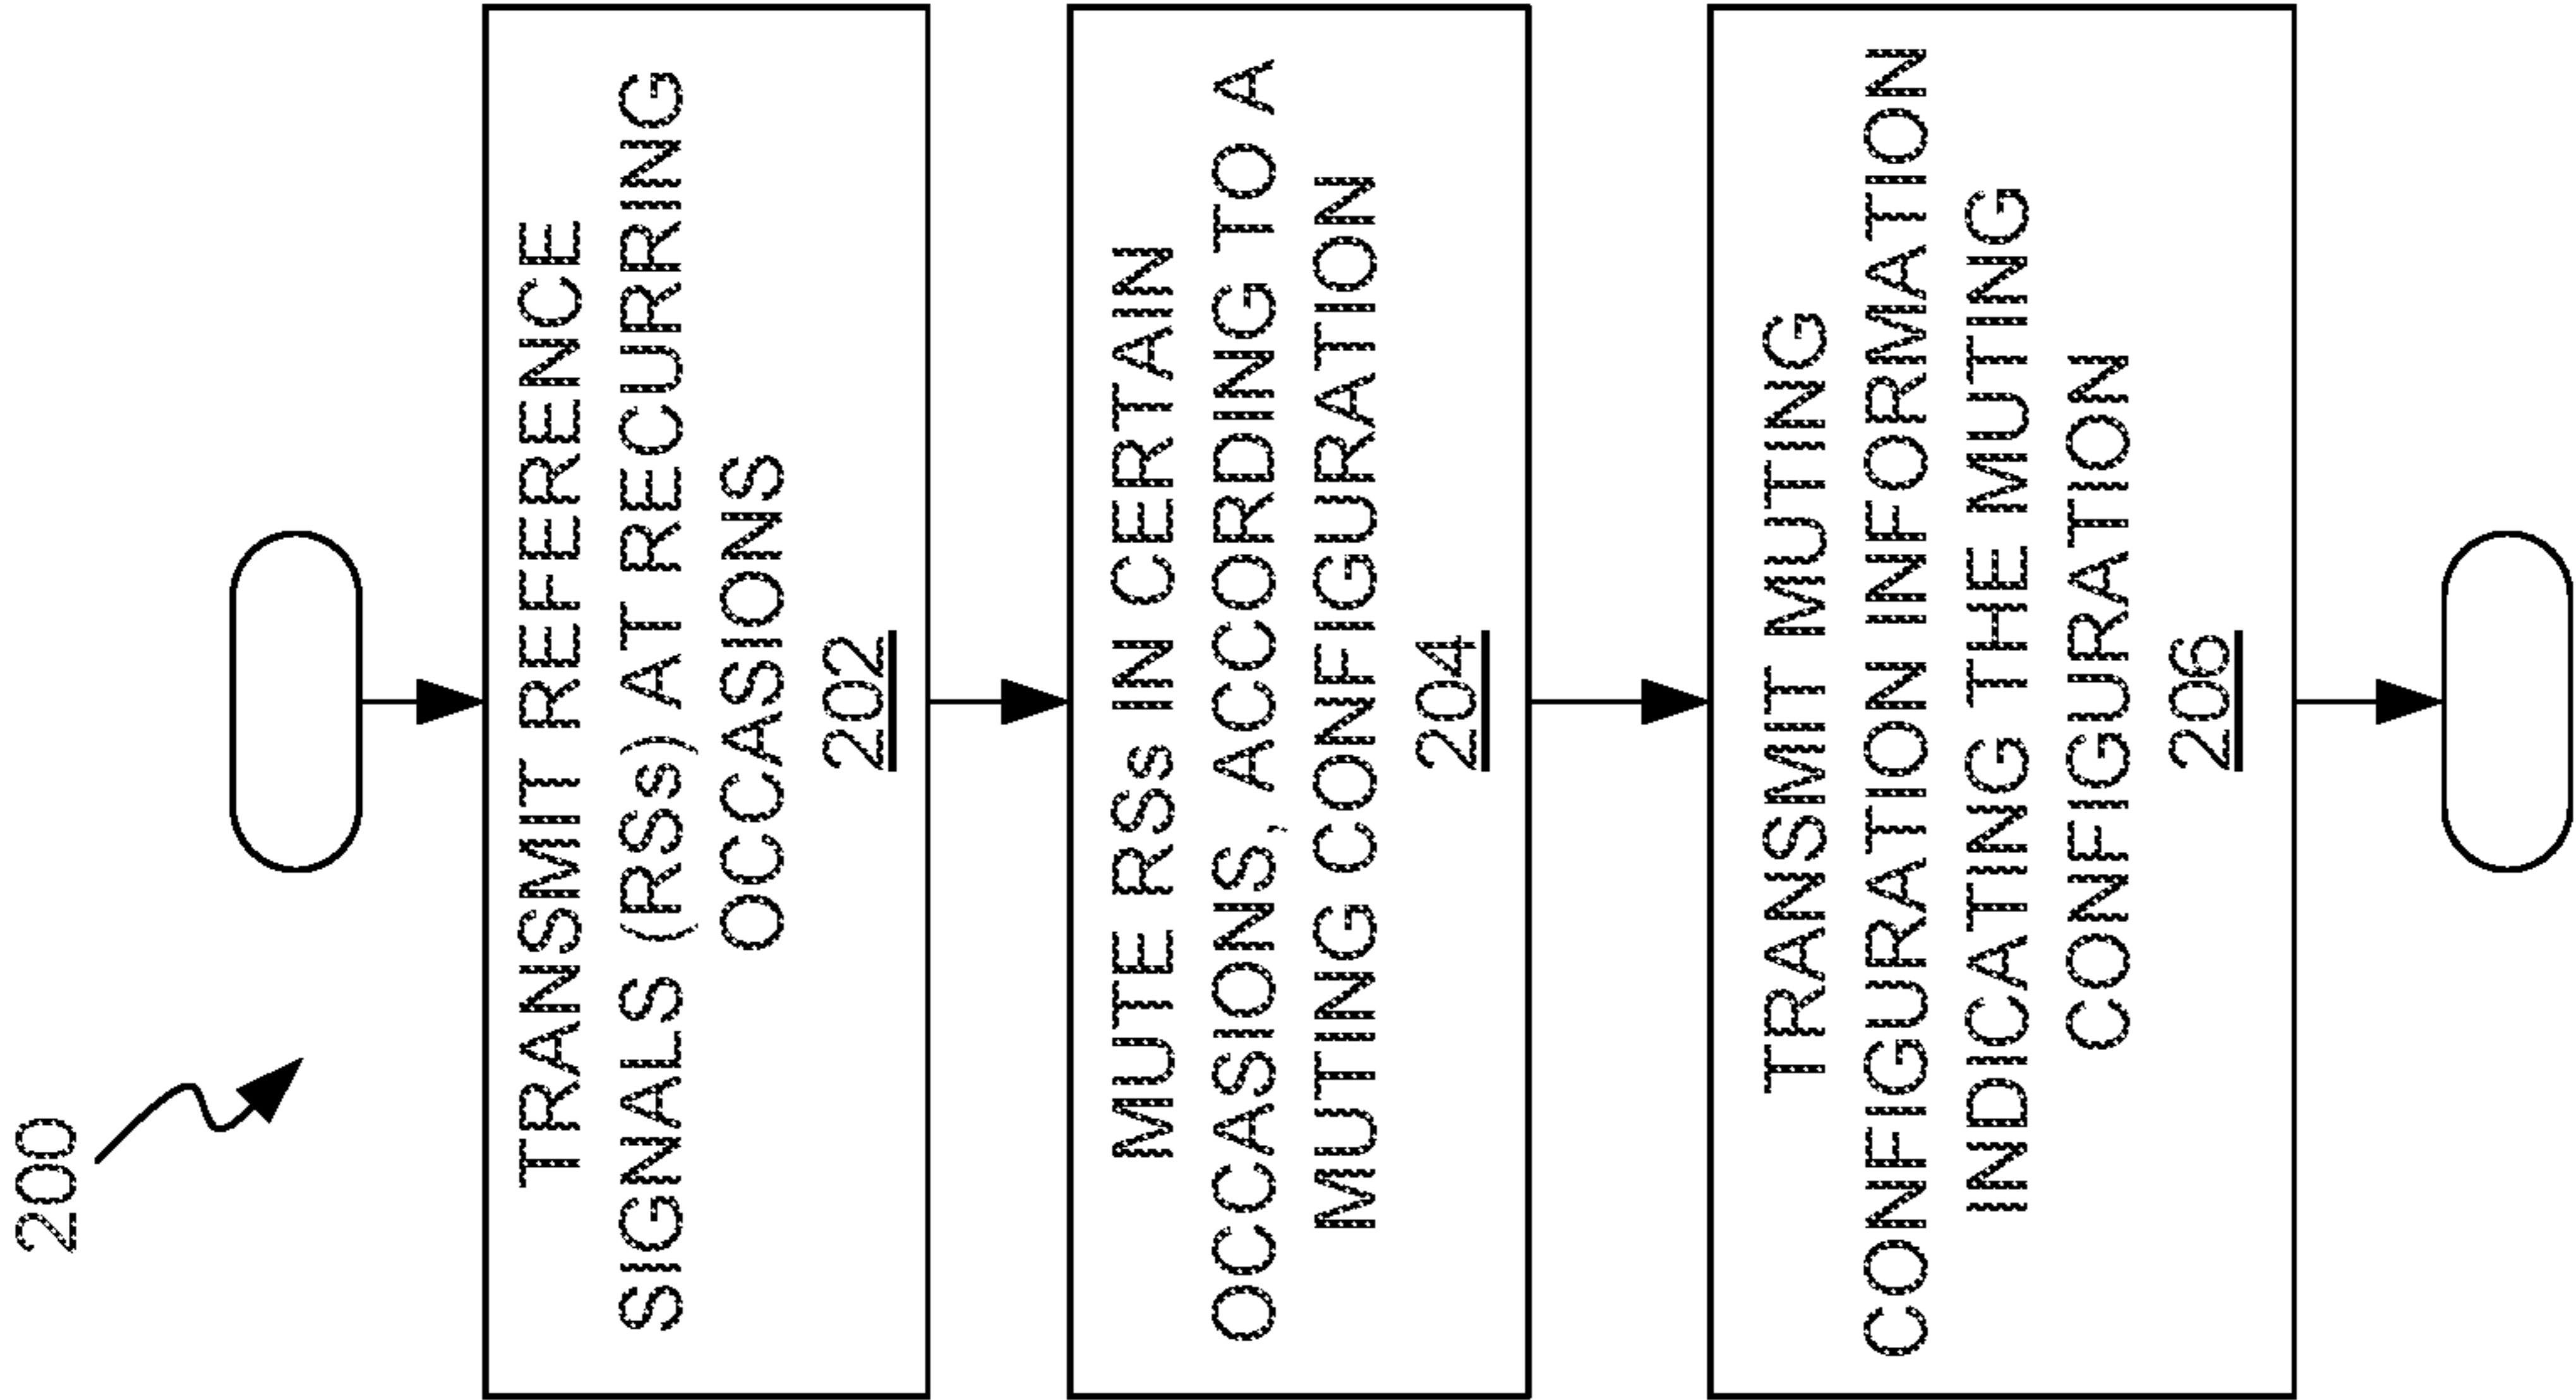 200
TRANSMIT REFERENCE
SIGNALS (RSs) AT RECURRING
OCCASIONS
202
MUTE RSs IN CERTAIN
OCCASIONS, ACCORDING TO A
MUTING CONFIGURATION
204
TRANSMIT MUTING
CONFIGURATION INFORMATION
INDICATING THE MUTING
CONFIGURATION
206